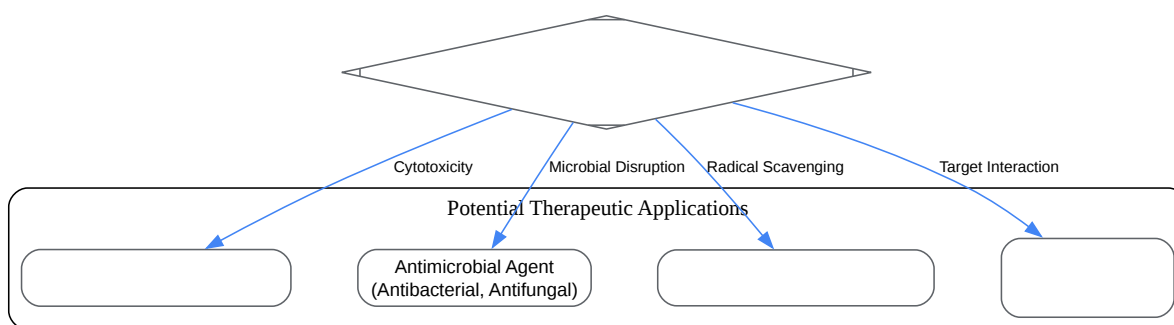 Cytotoxicity
Microbial Disruption
Radical Scavenging
Target Interaction
Potential Therapeutic Applications
Antimicrobial Agent
(Antibacterial, Antifungal)